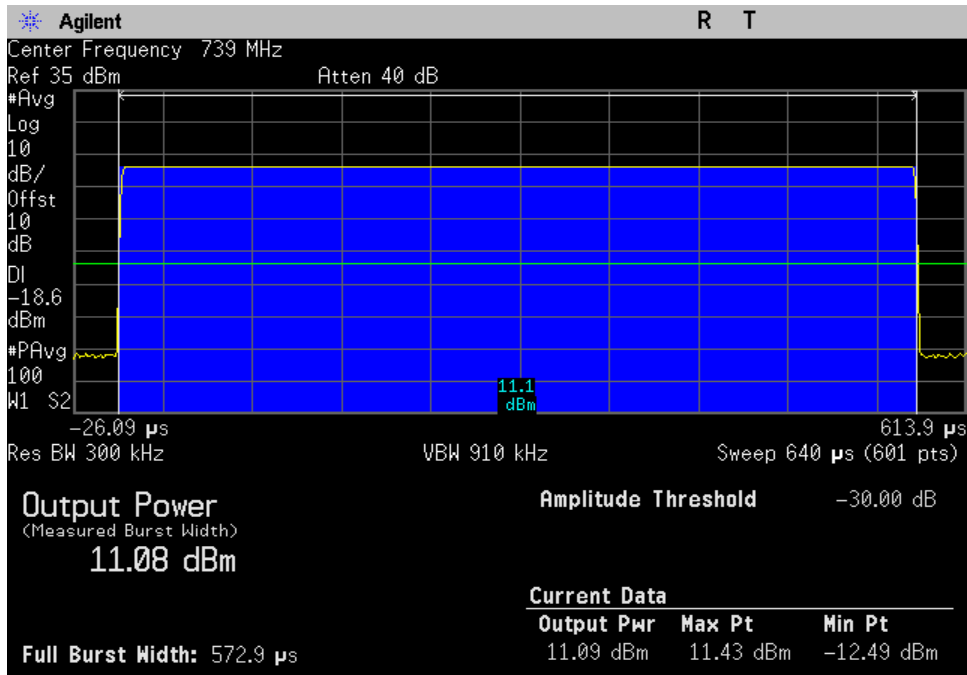 Agilent R T
Center Frequency 739 MHz
Ref 35 dBm Atten 40 dB
#Avg
Log
10
dB/
Offst
10
dB
DI
-18.6
dBm
#PAvg
100
W1 S2
11.1
dBm
-26.09 µs 613.9 µs
Res BW 300 kHz VBW 910 kHz Sweep 640 µs (601 pts)
Output Power Amplitude Threshold -30.00 dB
(Measured Burst Width)
11.08 dBm
Current Data
Output Pwr Max Pt Min Pt
Full Burst Width: 572.9 µs 11.09 dBm 11.43 dBm -12.49 dBm